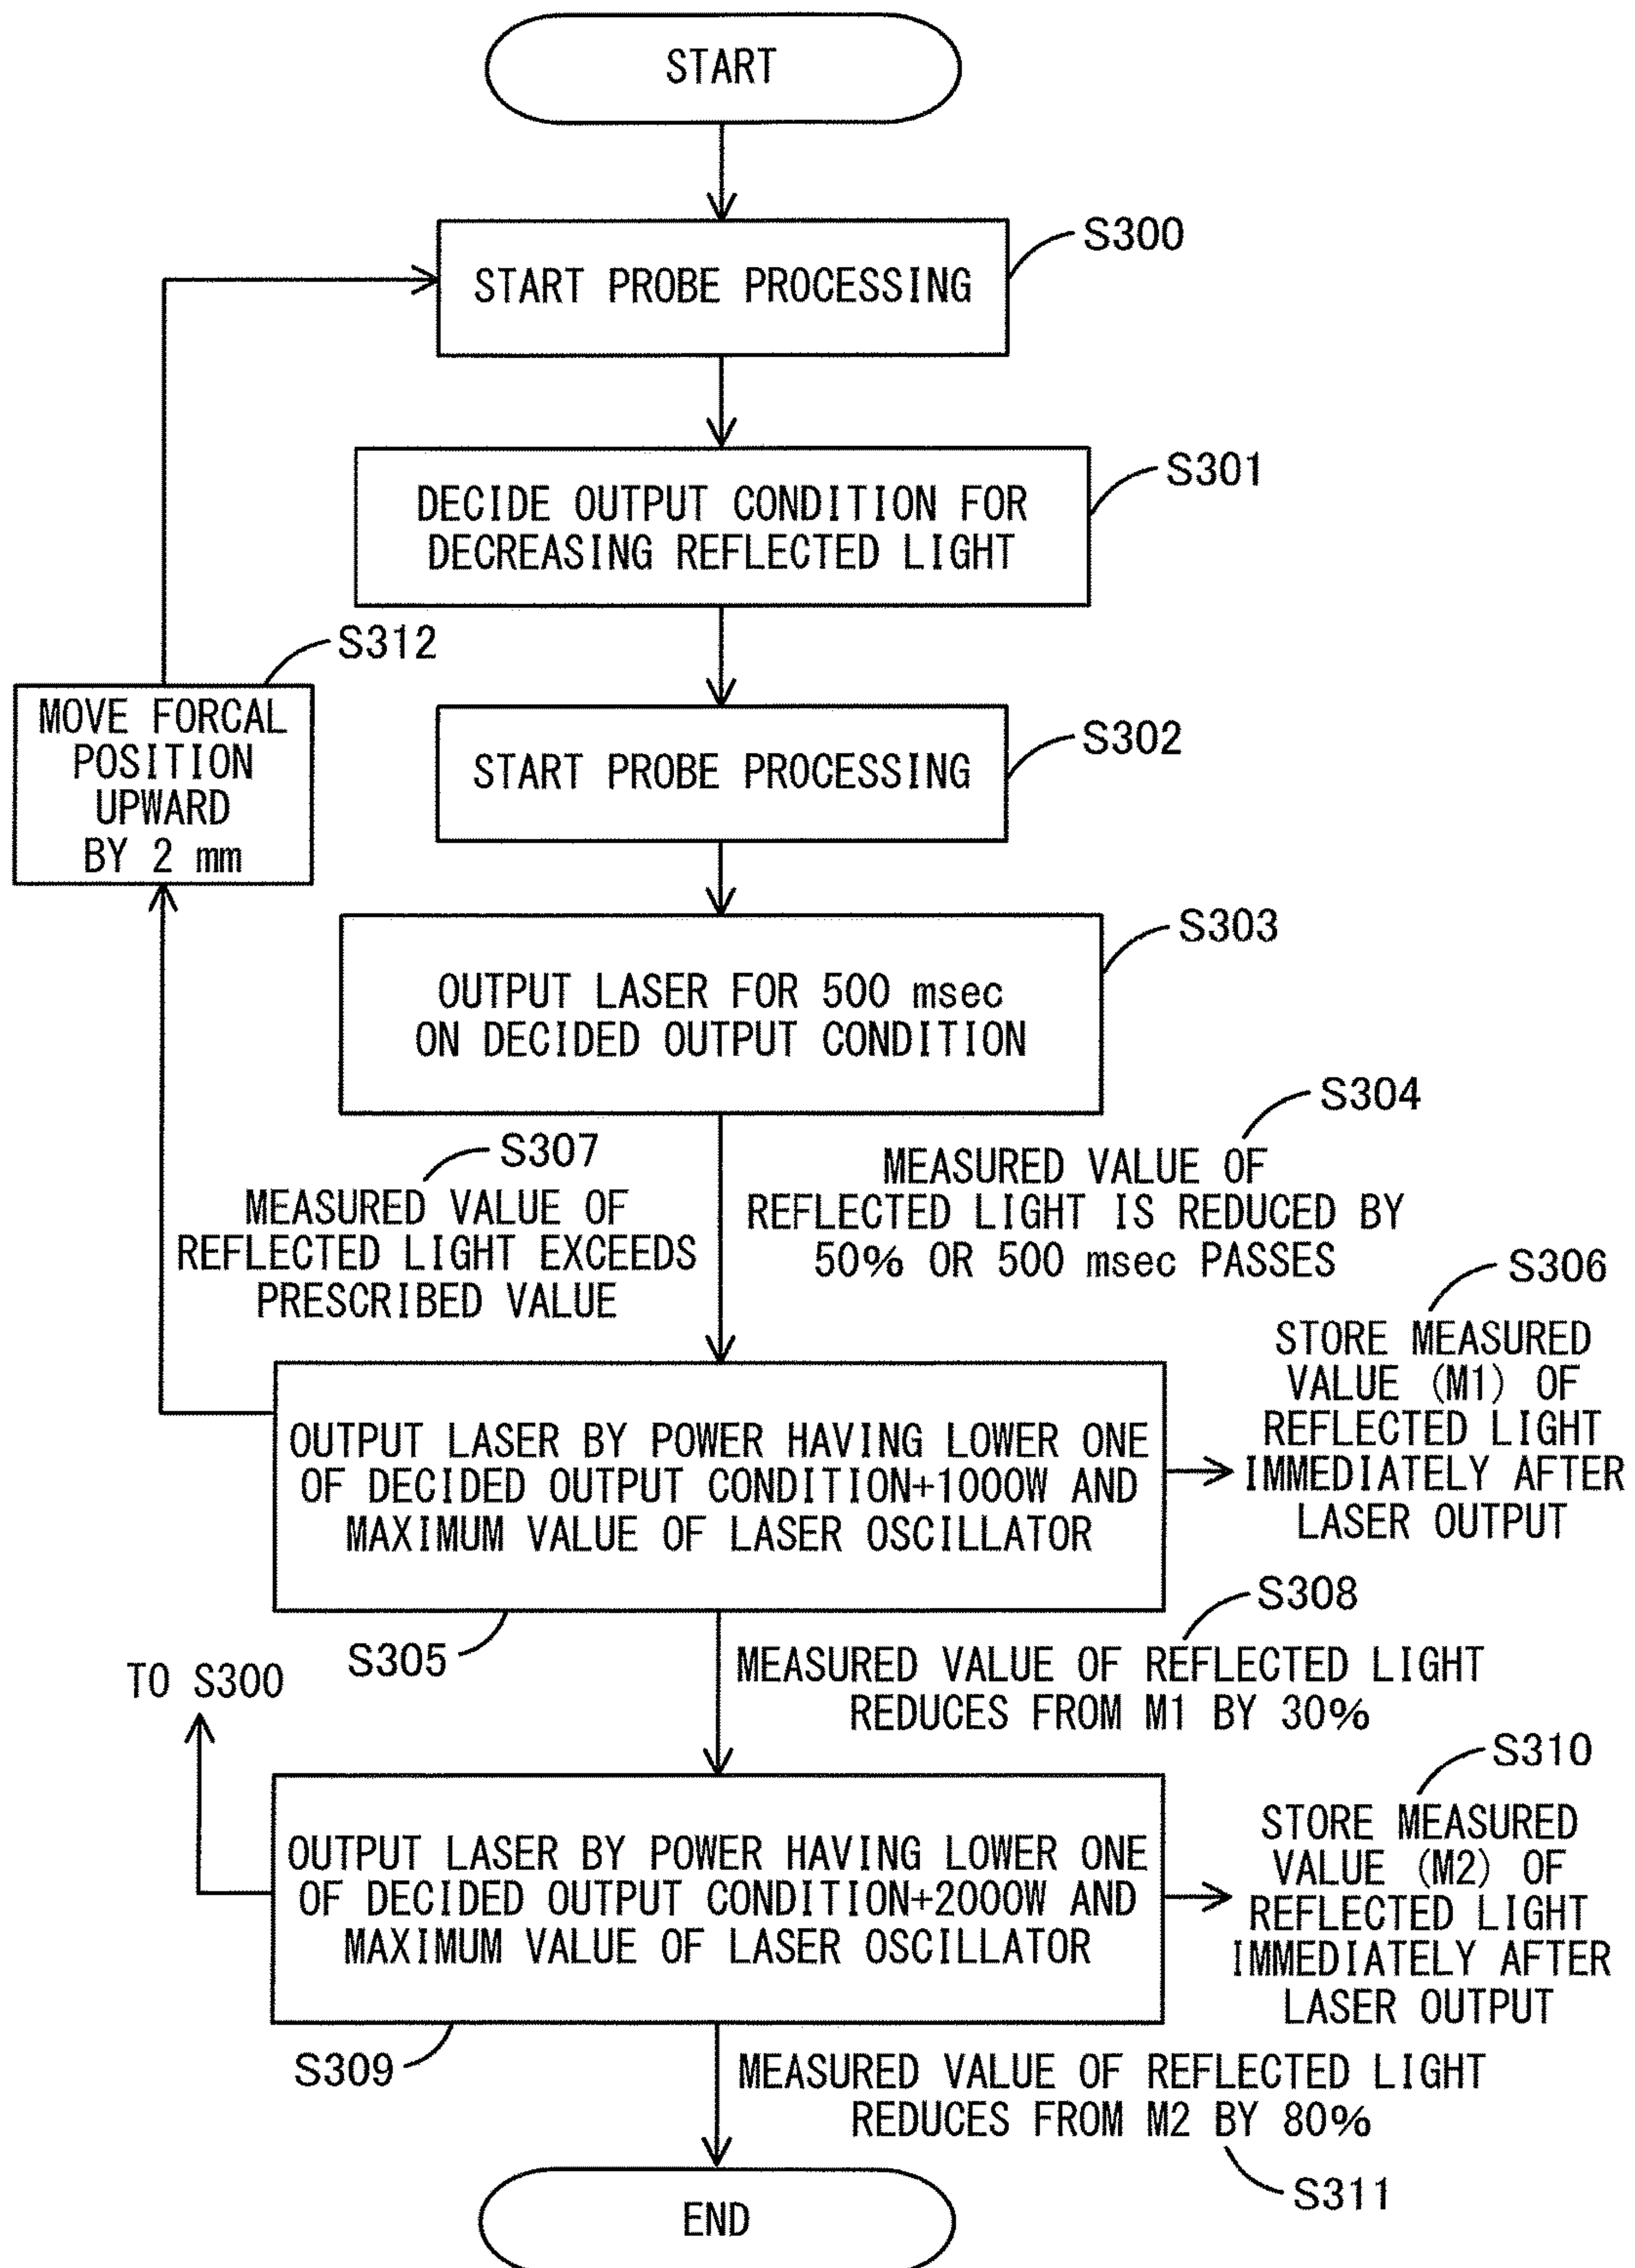 START
S300
START PROBE PROCESSING
S301
DECIDE OUTPUT CONDITION FOR
DECREASING REFLECTED LIGHT
S312
MOVE FORCAL
POSITION
UPWARD
BY 2 mm
S302
START PROBE PROCESSING
S303
OUTPUT LASER FOR 500 msec
ON DECIDED OUTPUT CONDITION
S304
MEASURED VALUE OF
REFLECTED LIGHT IS REDUCED BY
50% OR 500 msec PASSES
S307
MEASURED VALUE OF
REFLECTED LIGHT EXCEEDS
PRESCRIBED VALUE
S306
STORE MEASURED
VALUE (M1) OF
REFLECTED LIGHT
IMMEDIATELY AFTER
LASER OUTPUT
OUTPUT LASER BY POWER HAVING LOWER ONE
OF DECIDED OUTPUT CONDITION+1000W AND
MAXIMUM VALUE OF LASER OSCILLATOR
S305
S308
MEASURED VALUE OF REFLECTED LIGHT
REDUCES FROM M1 BY 30%
TO S300
S310
STORE MEASURED
VALUE (M2) OF
REFLECTED LIGHT
IMMEDIATELY AFTER
LASER OUTPUT
OUTPUT LASER BY POWER HAVING LOWER ONE
OF DECIDED OUTPUT CONDITION+2000W AND
MAXIMUM VALUE OF LASER OSCILLATOR
S309
MEASURED VALUE OF REFLECTED LIGHT
REDUCES FROM M2 BY 80%
S311
END